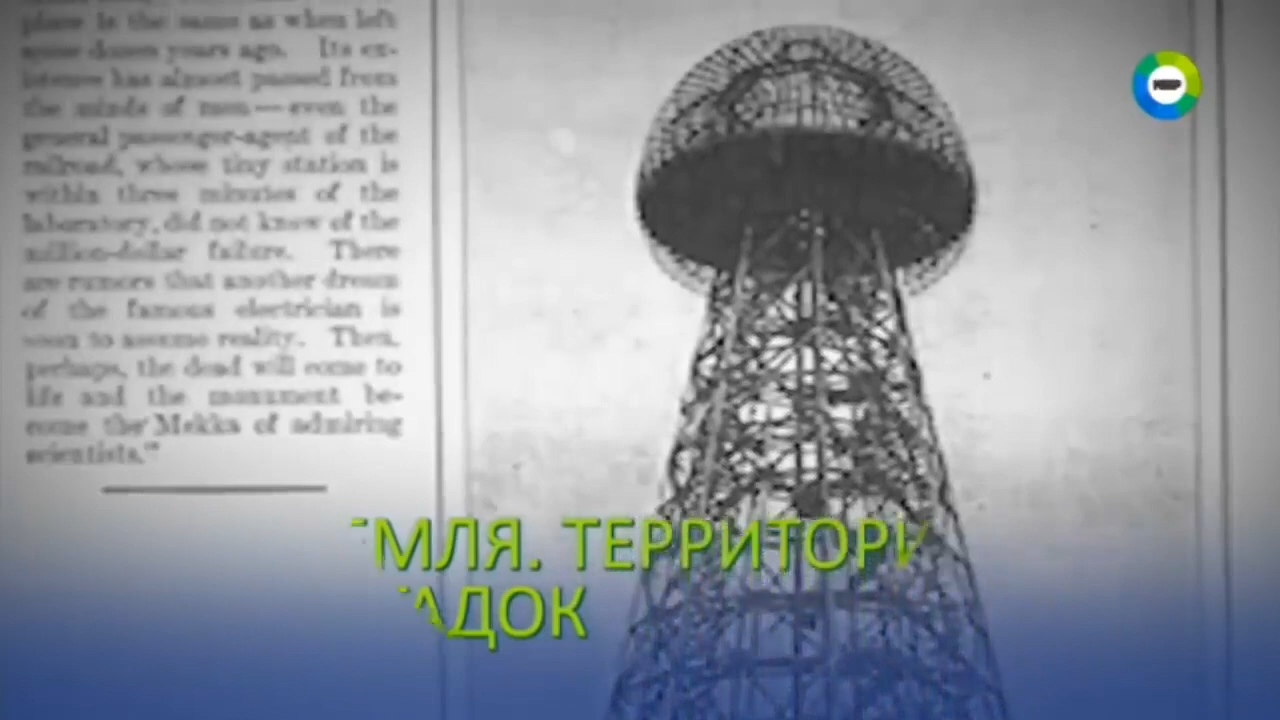 place is the same as when left
some dozen years ago. Its ex-
istence has almost passed from
the minds of men—even the
general passenger-agent of the
railroad, whose tiny station is
within three minutes of the
laboratory, did not know of the
million-dollar failure. There
are rumors that another dream
of the famous electrician is
soon to assume reality. Then,
perhaps, the dead will come to
life and the monument be-
come the Mekka of admiring
scientists."
МИР
ЕМЛЯ. ТЕРРИТОРИ
АДОК